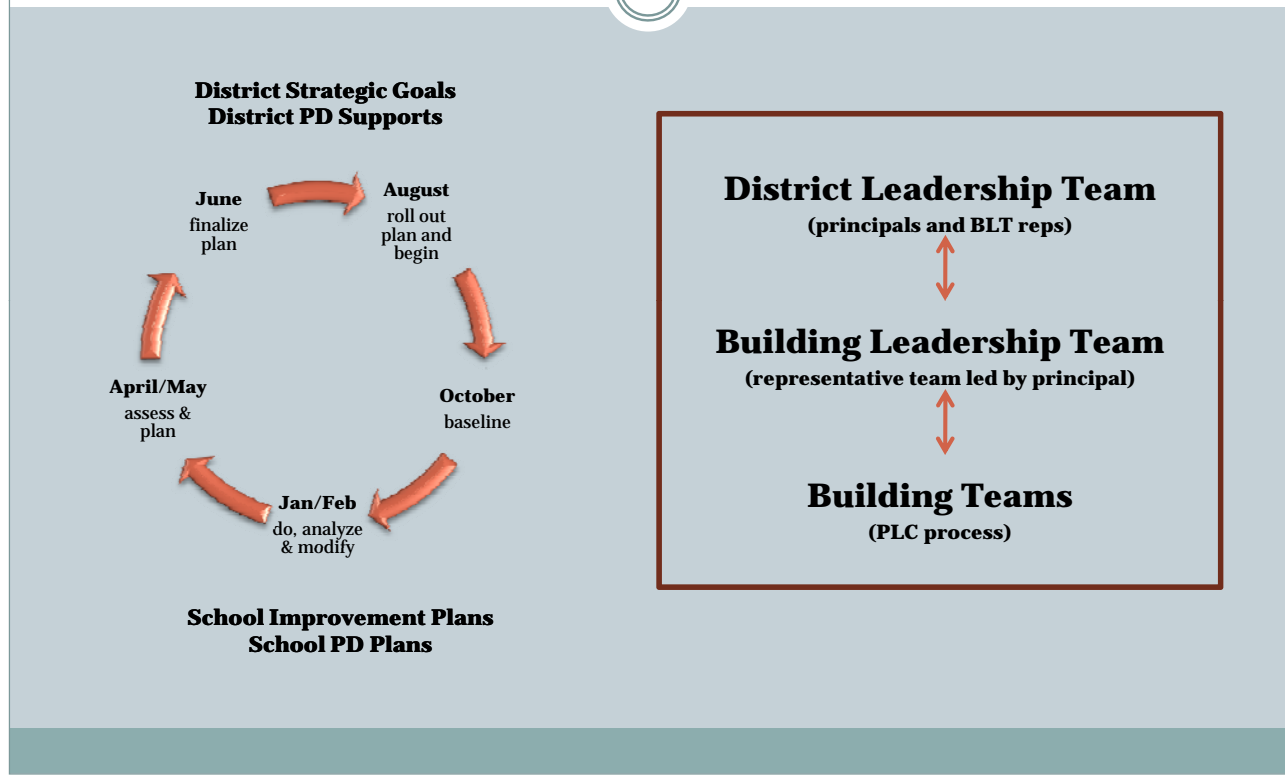 District Strategic Goals
District PD Supports
August
roll out
plan and
begin
October
baseline
Jan/Feb
do, analyze
& modify
April/May
assess &
plan
June
finalize
plan
School Improvement Plans
School PD Plans
District Leadership Team
(principals and BLT reps)
Building Leadership Team
(representative team led by principal)
Building Teams
(PLC process)